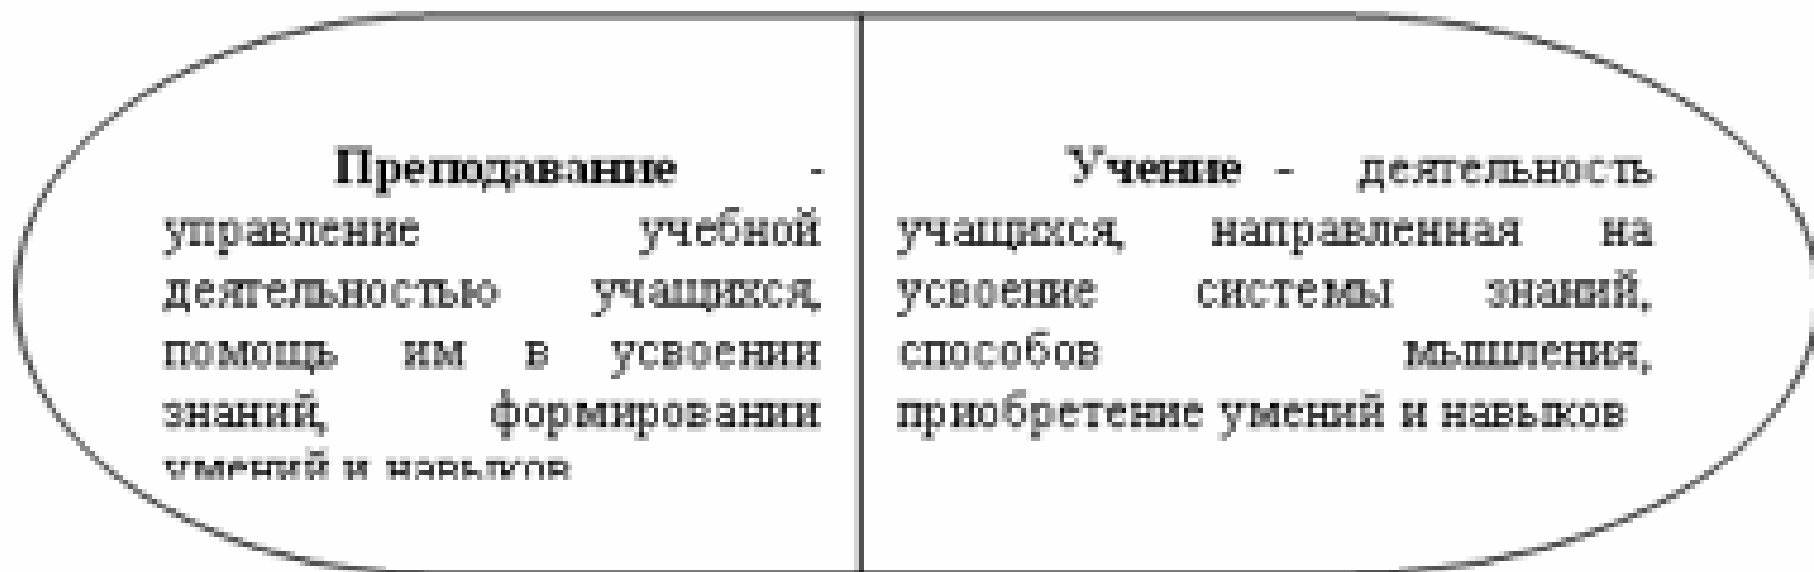 Преподавание -
управление учебной
деятельностью учащихся,
помощь им в усвоении
знаний, формировании
умений и навыков
Учение - деятельность
учащихся, направленная на
усвоение системы знаний,
способов мышления,
приобретение умений и навыков